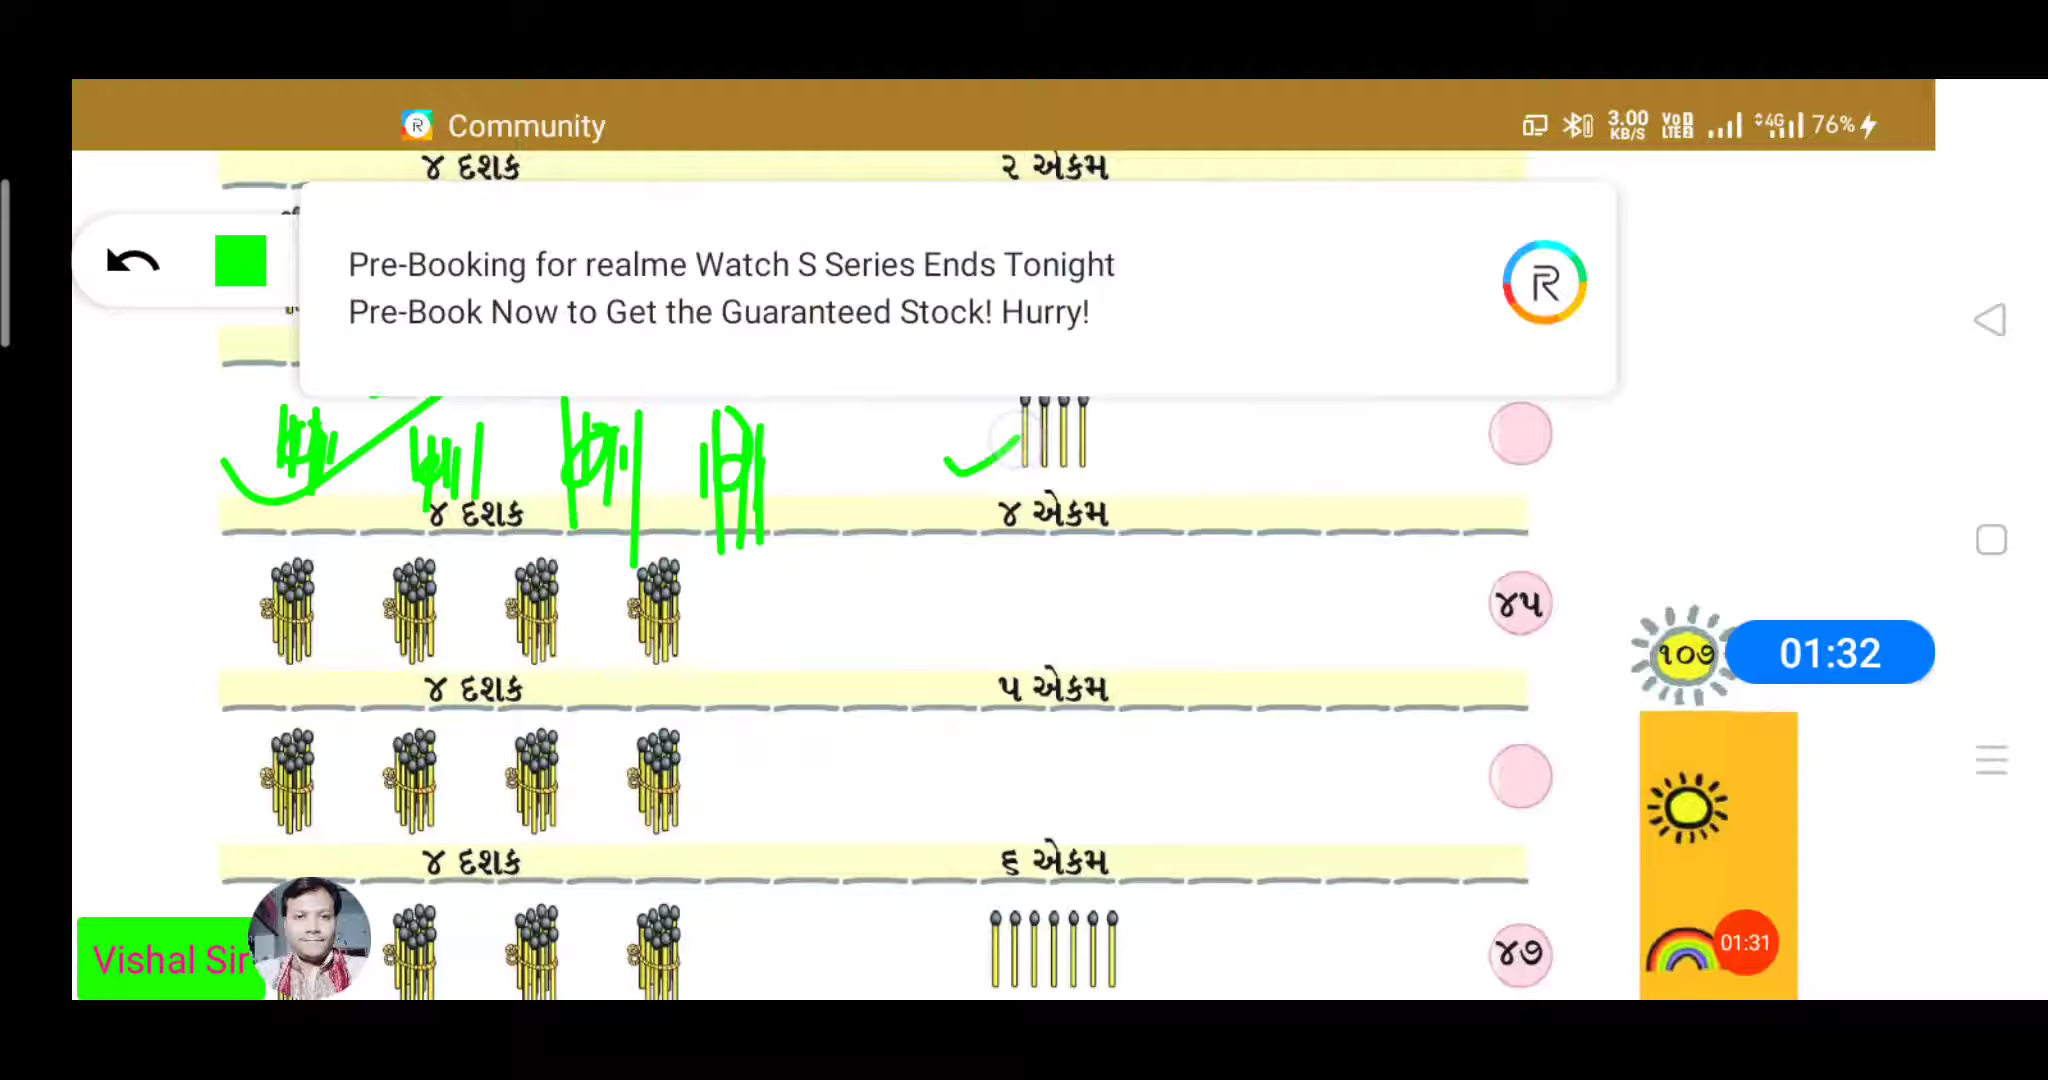 Community
3.00 KB/S VoLTE 4G 76%
૪ દશક ૨ એકમ
Pre-Booking for realme Watch S Series Ends Tonight
Pre-Book Now to Get the Guaranteed Stock! Hurry!
૪ દશક ૪ એકમ
૪૫
૧૦૭ 01:32
૪ દશક ૫ એકમ
૪ દશક ૬ એકમ
01:31
Vishal Sir ૪૭